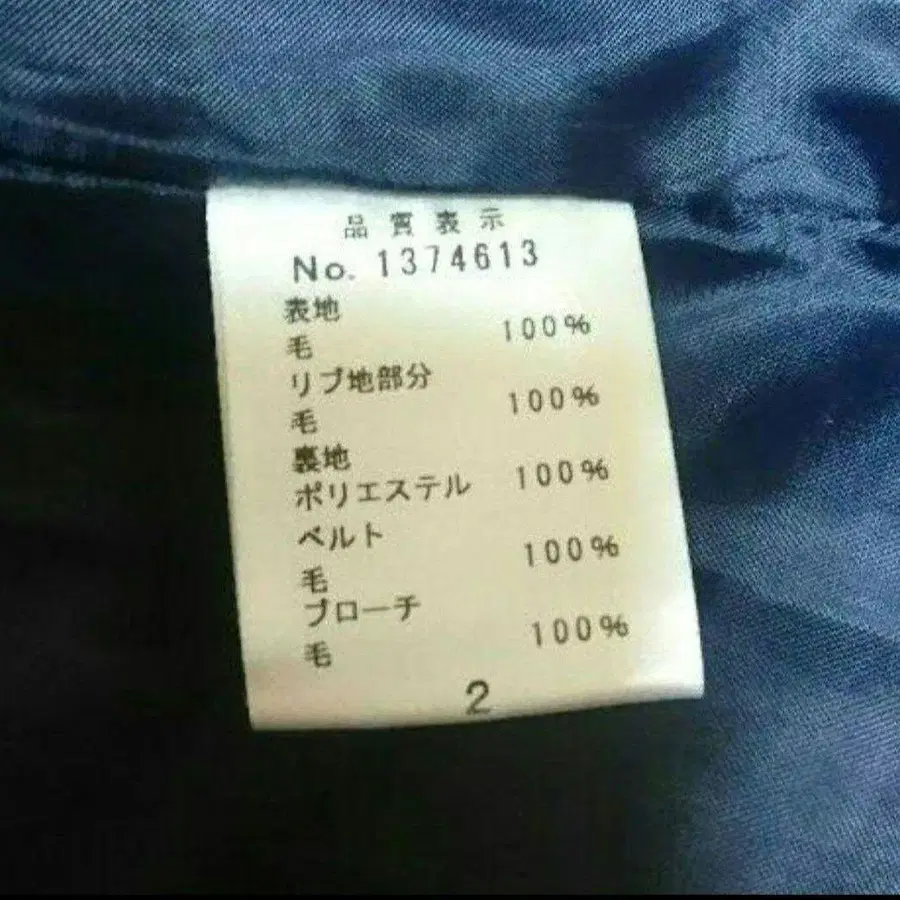 品質表示
No. 1374613
表地
毛 100%
リブ地部分
毛 100%
裏地
ポリエステル 100%
ベルト
毛 100%
ブローチ
毛 100%
2